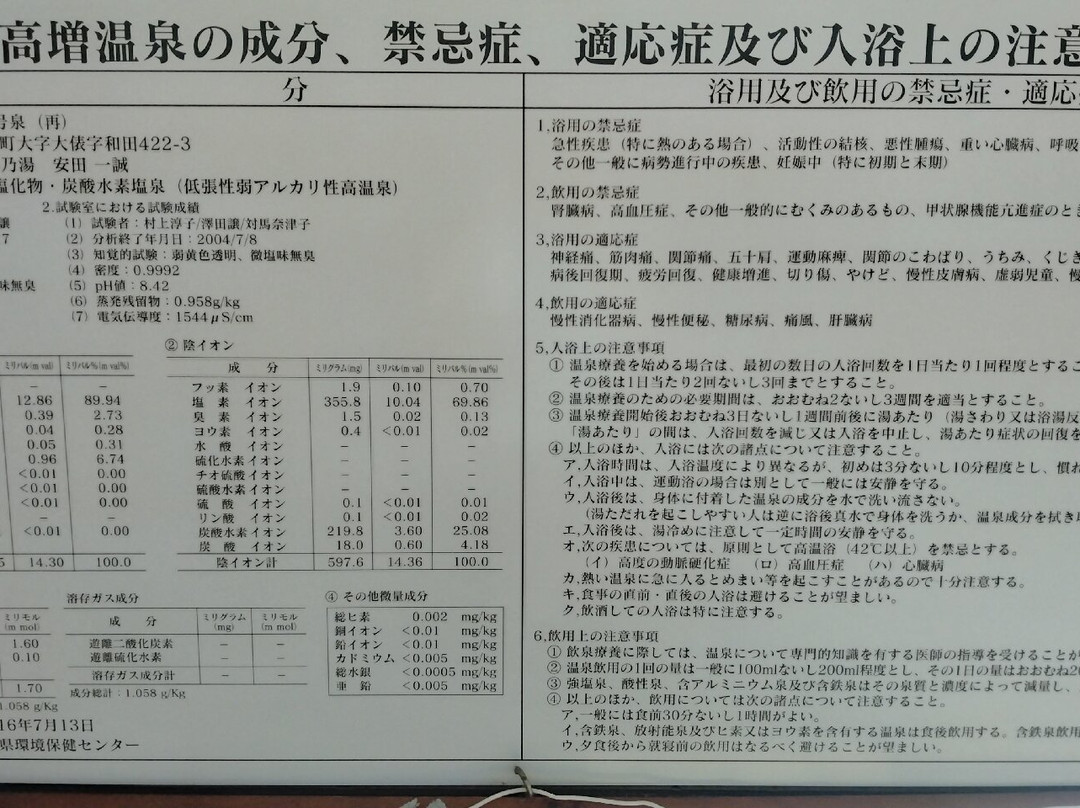 高増温泉の成分、禁忌症、適応症及び入浴上の注意
分
号泉（再）
町大字大俵字和田422-3
乃湯　安田 一誠
塩化物・炭酸水素塩泉（低張性弱アルカリ性高温泉）
2.試験室における試験成績
譲
(1) 試験者：村上淳子/澤田譲/対馬奈津子
7
(2) 分析終了年月日：2004/7/8
(3) 知覚的試験：弱黄色透明、微塩味無臭
(4) 密度：0.9992
味無臭
(5) pH値：8.42
(6) 蒸発残留物：0.958g/kg
(7) 電気伝導度：1544μS/cm
ミリバル(m val) ミリバル%(m val%)
－ －
12.86 89.94
0.39 2.73
0.04 0.28
0.05 0.31
0.96 6.74
<0.01 0.00
<0.01 0.00
<0.01 0.00
－ －
<0.01 0.00
5 14.30 100.0
② 陰イオン
成　分 ミリグラム(mg) ミリバル(m val) ミリバル%(m val%)
フッ素 イオン 1.9 0.10 0.70
塩　素 イオン 355.8 10.04 69.86
臭　素 イオン 1.5 0.02 0.13
ヨウ素 イオン 0.4 <0.01 0.02
水　酸 イオン － － －
硫化水素イオン － － －
チオ硫酸イオン － － －
硫酸水素イオン － － －
硫　酸 イオン 0.1 <0.01 0.01
リン酸 イオン 0.1 <0.01 0.02
炭酸水素イオン 219.8 3.60 25.08
炭　酸 イオン 18.0 0.60 4.18
陰イオン計 597.6 14.36 100.0
ミリモル(m mol)
1.60
0.10
1.70
1.058 g/Kg
溶存ガス成分
成　分 ミリグラム(mg) ミリモル(m mol)
遊離二酸化炭素 － －
遊離硫化水素 － －
溶存ガス成分計 － －
成分総計：1.058 g/Kg
④ その他微量成分
総ヒ素 0.002 mg/kg
銅イオン <0.01 mg/kg
鉛イオン <0.01 mg/kg
カドミウム <0.005 mg/kg
総水銀 <0.0005 mg/kg
亜　鉛 <0.005 mg/kg
16年7月13日
県環境保健センター
浴用及び飲用の禁忌症・適応
1,浴用の禁忌症
急性疾患（特に熱のある場合）、活動性の結核、悪性腫瘍、重い心臓病、呼吸
その他一般に病勢進行中の疾患、妊娠中（特に初期と末期）
2,飲用の禁忌症
腎臓病、高血圧症、その他一般的にむくみのあるもの、甲状腺機能亢進症のとき
3,浴用の適応症
神経痛、筋肉痛、関節痛、五十肩、運動麻痺、関節のこわばり、うちみ、くじき
病後回復期、疲労回復、健康増進、切り傷、やけど、慢性皮膚病、虚弱児童、慢
4,飲用の適応症
慢性消化器病、慢性便秘、糖尿病、痛風、肝臓病
5,入浴上の注意事項
① 温泉療養を始める場合は、最初の数日の入浴回数を1日当たり1回程度とするこ
その後は1日当たり2回ないし3回までとすること。
② 温泉療養のための必要期間は、おおむね2ないし3週間を適当とすること。
③ 温泉療養開始後おおむね3日ないし1週間前後に湯あたり（湯さわり又は浴湯反
「湯あたり」の間は、入浴回数を減じ又は入浴を中止し、湯あたり症状の回復を
④ 以上のほか、入浴には次の諸点について注意すること。
ア,入浴時間は、入浴温度により異なるが、初めは3分ないし10分程度とし、慣れ
イ,入浴中は、運動浴の場合は別として一般には安静を守る。
ウ,入浴後は、身体に付着した温泉の成分を水で洗い流さない。
（湯ただれを起こしやすい人は逆に浴後真水で身体を洗うか、温泉成分を拭き
エ,入浴後は、湯冷めに注意して一定時間の安静を守る。
オ,次の疾患については、原則として高温浴（42℃以上）を禁忌とする。
（イ）高度の動脈硬化症　（ロ）高血圧症　（ハ）心臓病
カ,熱い温泉に急に入るとめまい等を起こすことがあるので十分注意する。
キ,食事の直前・直後の入浴は避けることが望ましい。
ク,飲酒しての入浴は特に注意する。
6,飲用上の注意事項
① 飲泉療養に際しては、温泉について専門的知識を有する医師の指導を受けることが
② 温泉飲用の1回の量は一般に100mlないし200ml程度とし、その1日の量はおおむね20
③ 強塩泉、酸性泉、含アルミニウム泉及び含鉄泉はその泉質と濃度によって減量し、
④ 以上のほか、飲用については次の諸点について注意すること。
ア,一般には食前30分ないし1時間がよい。
イ,含鉄泉、放射能泉及びヒ素又はヨウ素を含有する温泉は食後飲用する。含鉄泉飲用
ウ,夕食後から就寝前の飲用はなるべく避けることが望ましい。